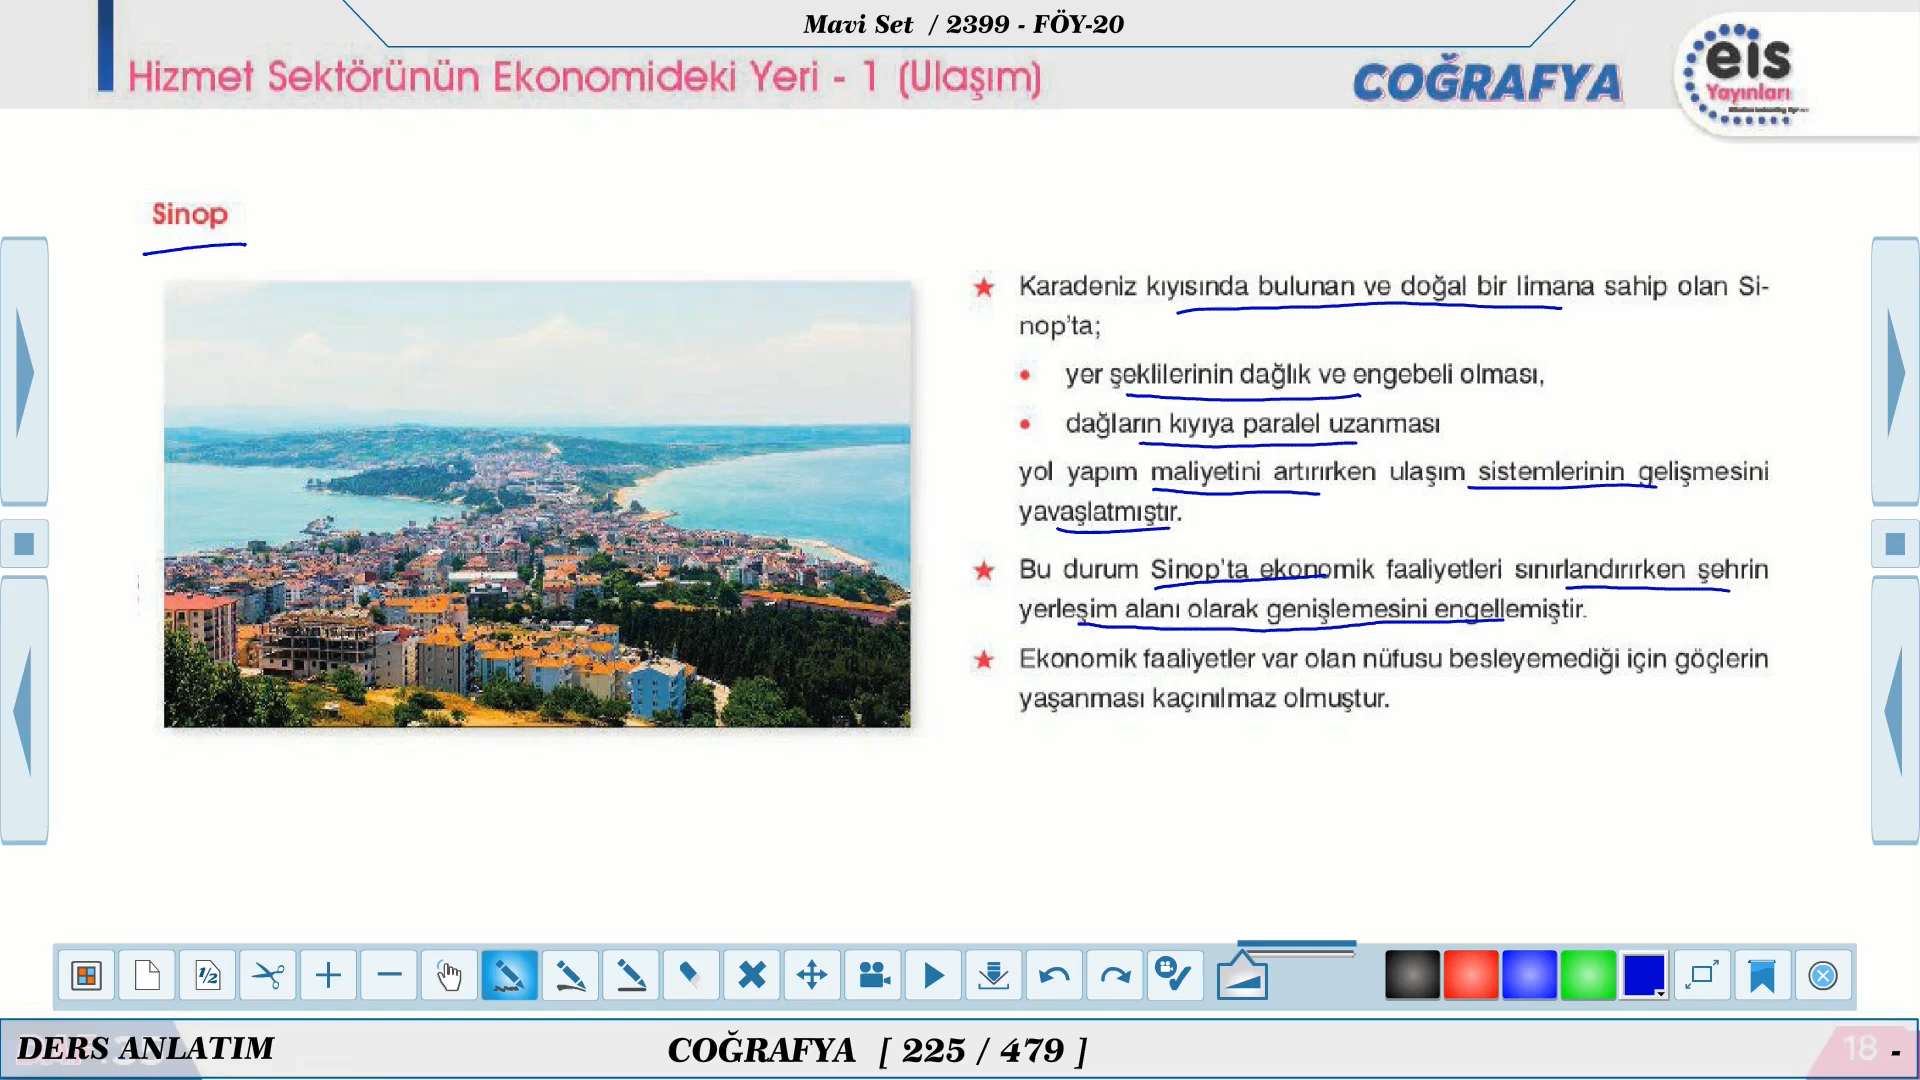 Mavi Set / 2399 - FÖY-20
Hizmet Sektörünün Ekonomideki Yeri - 1 (Ulaşım)
COĞRAFYA
eis
Yayınları
Sinop
Karadeniz kıyısında bulunan ve doğal bir limana sahip olan Si-
nop'ta;
yer şeklilerinin dağlık ve engebeli olması,
dağların kıyıya paralel uzanması
yol yapım maliyetini artırırken ulaşım sistemlerinin gelişmesini
yavaşlatmıştır.
Bu durum Sinop'ta ekonomik faaliyetleri sınırlandırırken şehrin
yerleşim alanı olarak genişlemesini engellemiştir.
Ekonomik faaliyetler var olan nüfusu besleyemediği için göçlerin
yaşanması kaçınılmaz olmuştur.
1/2
DERS ANLATIM
COĞRAFYA [ 225 / 479 ]
18 -